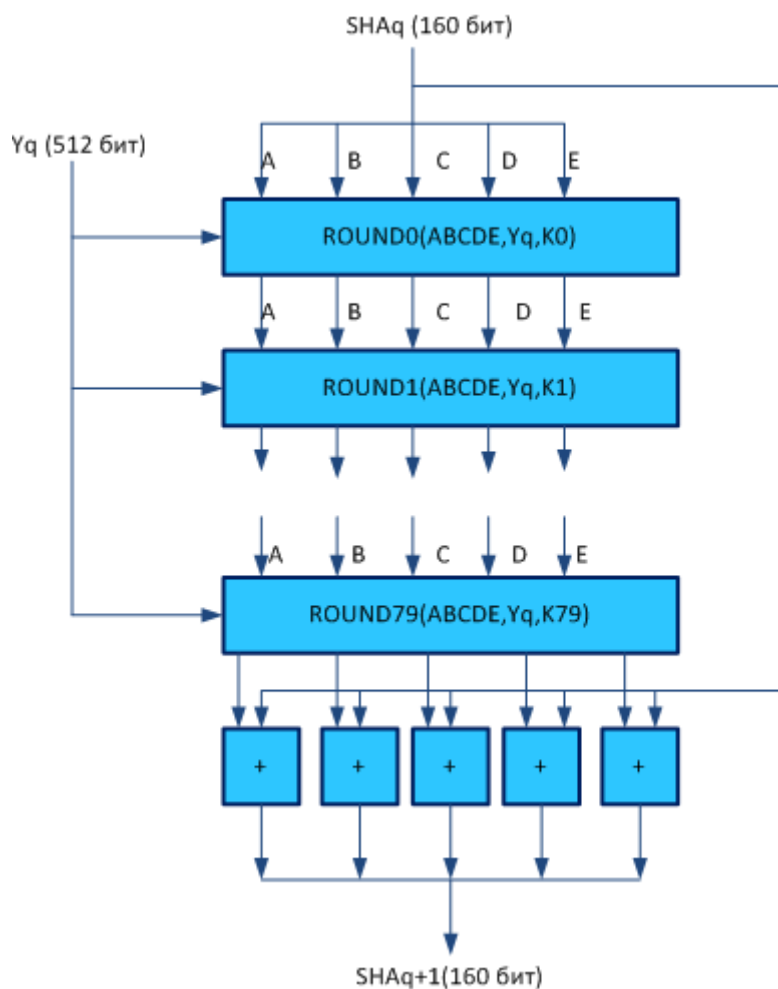 SHAq (160 бит)
Yq (512 бит)
A B C D E
ROUND0(ABCDE,Yq,K0)
A B C D E
ROUND1(ABCDE,Yq,K1)
A B C D E
ROUND79(ABCDE,Yq,K79)
+ + + + +
SHAq+1(160 бит)